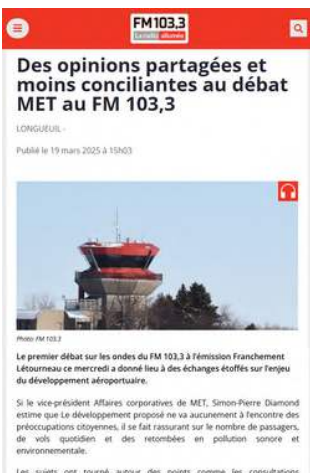 FM103,3
La radio allumée
Des opinions partagées et
moins conciliantes au débat
MET au FM 103,3
LONGUEUIL -
Publié le 19 mars 2025 à 15h03
Photo: FM 103,3
Le premier débat sur les ondes du FM 103,3 à l'émission Franchement
Létourneau ce mercredi a donné lieu à des échanges étoffés sur l'enjeu
du développement aéroportuaire.
Si le vice-président Affaires corporatives de MET, Simon-Pierre Diamond
estime que Le développement proposé ne va aucunement à l'encontre des
préoccupations citoyennes, il se fait rassurant sur le nombre de passagers,
de vols quotidien et des retombées en pollution sonore et
environnementale.
Les sujets ont tourné autour des points comme les consultations